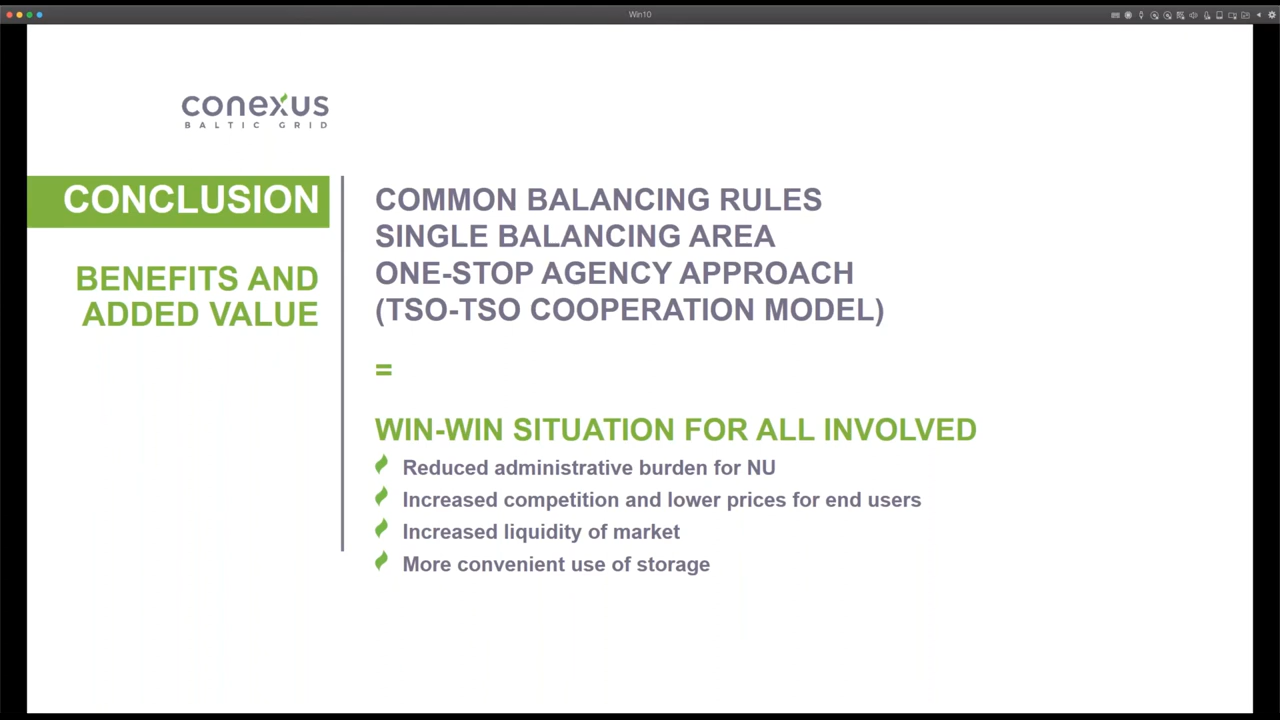 Win10
conexus
BALTIC GRID
CONCLUSION
BENEFITS AND
ADDED VALUE
COMMON BALANCING RULES
SINGLE BALANCING AREA
ONE-STOP AGENCY APPROACH
(TSO-TSO COOPERATION MODEL)
=
WIN-WIN SITUATION FOR ALL INVOLVED
Reduced administrative burden for NU
Increased competition and lower prices for end users
Increased liquidity of market
More convenient use of storage